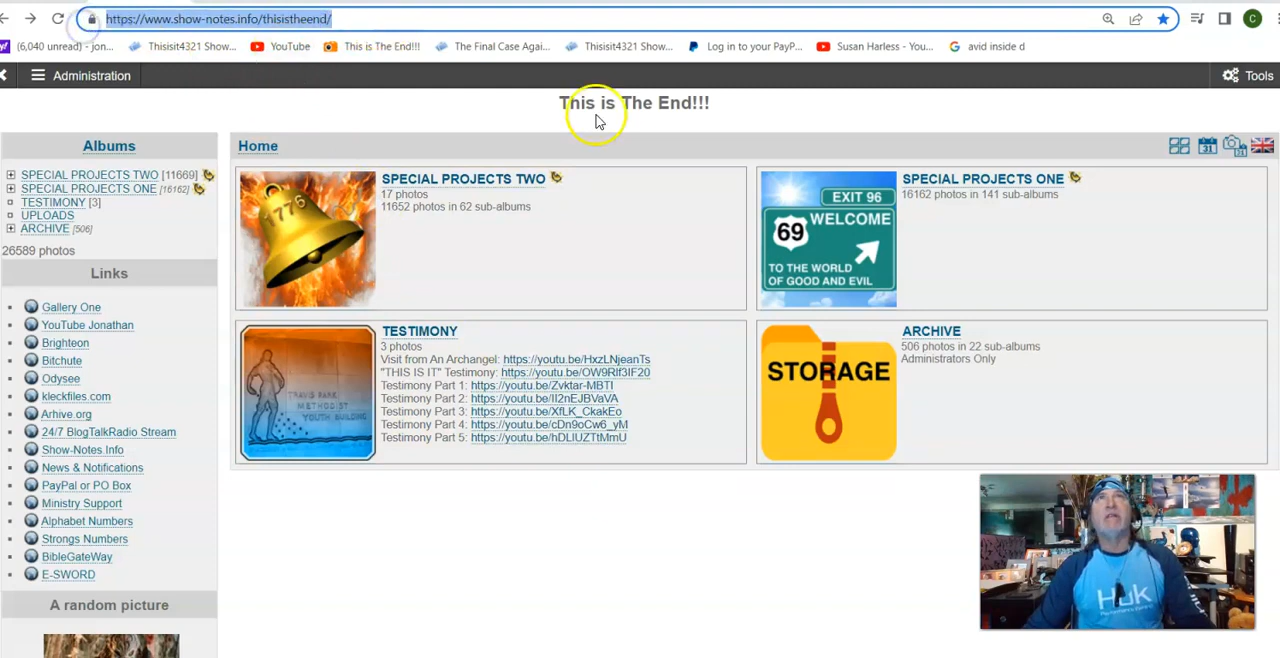 https://www.show-notes.info/thisistheend/
(6,040 unread) - jon...
Thisisit4321 Show...
YouTube
This is The End!!!
The Final Case Agai...
Thisisit4321 Show...
Log in to your PayP...
Susan Harless - You...
avid inside d
Administration
Tools
This is The End!!!
Albums
SPECIAL PROJECTS TWO [11669]
SPECIAL PROJECTS ONE [16162]
TESTIMONY [3]
UPLOADS
ARCHIVE [506]
26589 photos
Links
Gallery One
YouTube Jonathan
Brighteon
Bitchute
Odysee
kleckfiles.com
Arhive.org
24/7 BlogTalkRadio Stream
Show-Notes.Info
News & Notifications
PayPal or PO Box
Ministry Support
Alphabet Numbers
Strongs Numbers
BibleGateWay
E-SWORD
A random picture
Home
SPECIAL PROJECTS TWO
17 photos
11652 photos in 62 sub-albums
1776
SPECIAL PROJECTS ONE
16162 photos in 141 sub-albums
EXIT 96
69 WELCOME
TO THE WORLD
OF GOOD AND EVIL
TESTIMONY
3 photos
Visit from An Archangel: https://youtu.be/HxzLNjeanTs
"THIS IS IT" Testimony: https://youtu.be/OW9Rlf3IF20
Testimony Part 1: https://youtu.be/Zvktar-MBTI
Testimony Part 2: https://youtu.be/II2nEJBVaVA
Testimony Part 3: https://youtu.be/XfLK_CkakEo
Testimony Part 4: https://youtu.be/cDn9oCw6_yM
Testimony Part 5: https://youtu.be/hDLIUZTtMmU
TRAVIS PARK
METHODIST
YOUTH BUILDING
ARCHIVE
506 photos in 22 sub-albums
Administrators Only
STORAGE
Huk